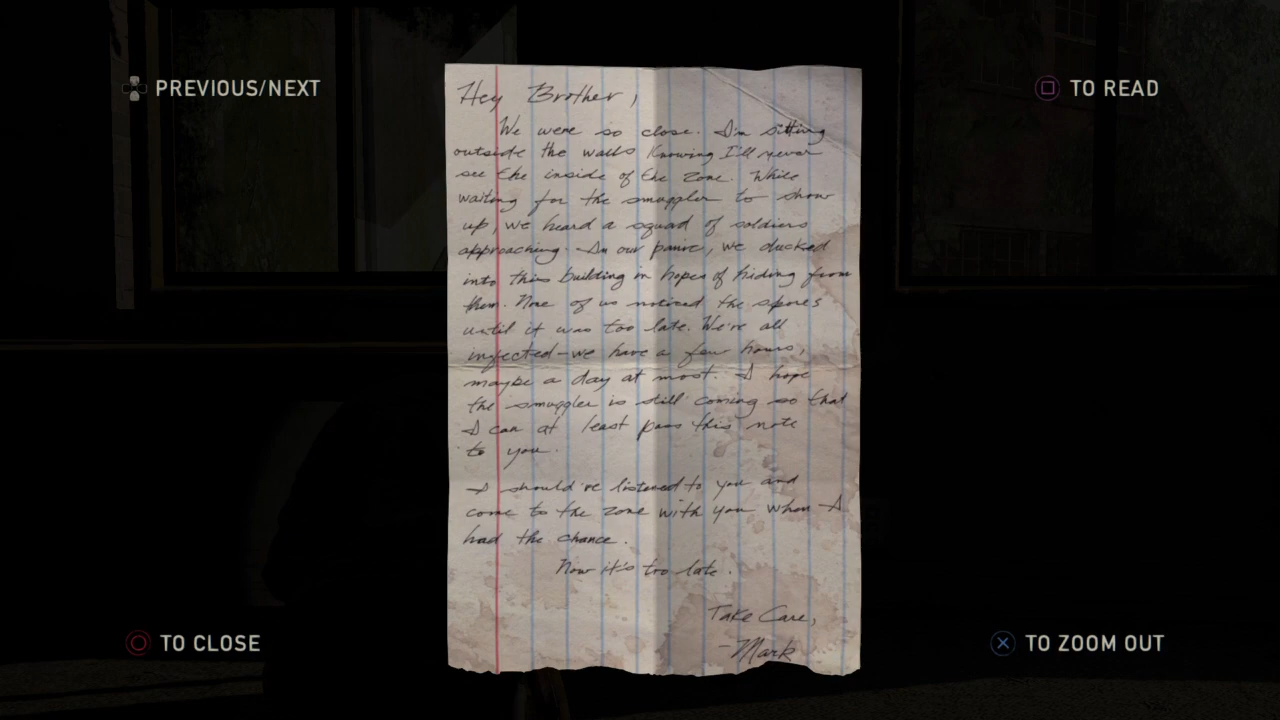 PREVIOUS/NEXT
TO READ
Hey Brother,
We were so close. I'm sitting
outside the walls knowing I'll never
see the inside of the zone. While
waiting for the smuggler to show
up, we heard a squad of soldiers
approaching. In our panic, we ducked
into this building in hopes of hiding from
them. None of us noticed the spores
until it was too late. We're all
infected-we have a few hours,
maybe a day at most. I hope
the smuggler is still coming so that
I can at least pass this note
to you.
I should've listened to you and
come to the zone with you when I
had the chance.
Now it's too late.
Take Care,
-Mark
TO CLOSE
TO ZOOM OUT